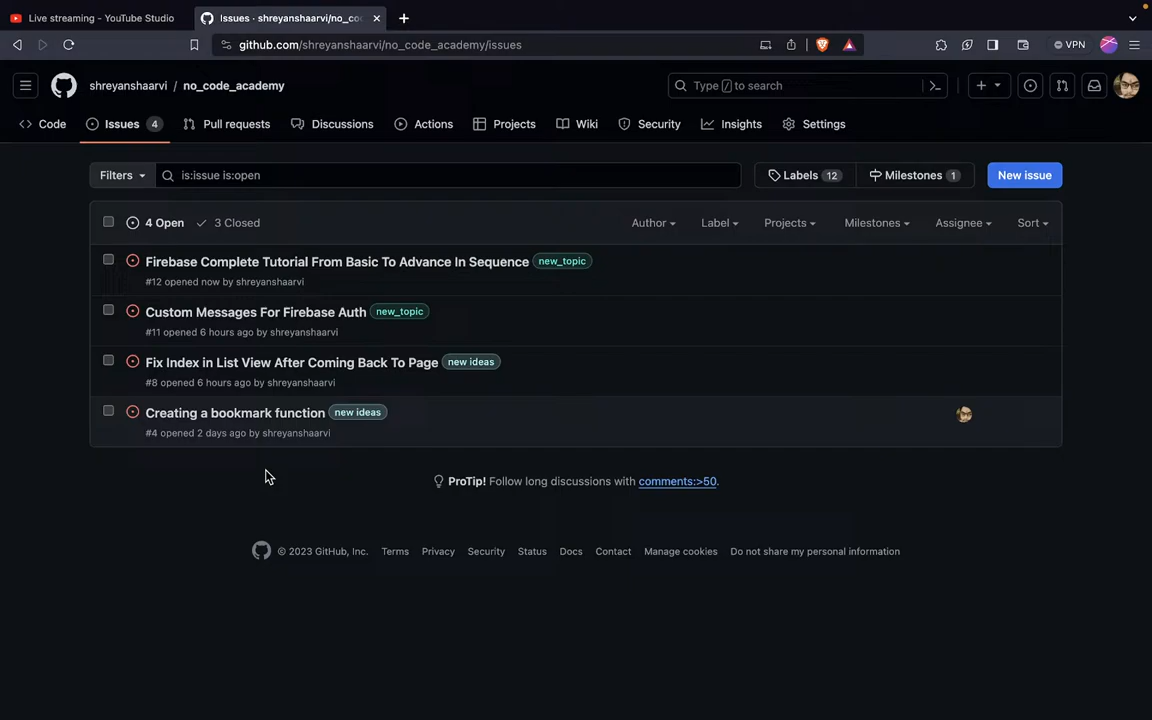 Live streaming - YouTube Studio
Issues · shreyanshaarvi/no_co
github.com/shreyanshaarvi/no_code_academy/issues
VPN
shreyanshaarvi / no_code_academy
Type / to search
Code
Issues 4
Pull requests
Discussions
Actions
Projects
Wiki
Security
Insights
Settings
Filters
is:issue is:open
Labels 12
Milestones 1
New issue
4 Open
3 Closed
Author
Label
Projects
Milestones
Assignee
Sort
Firebase Complete Tutorial From Basic To Advance In Sequence new_topic
#12 opened now by shreyanshaarvi
Custom Messages For Firebase Auth new_topic
#11 opened 6 hours ago by shreyanshaarvi
Fix Index in List View After Coming Back To Page new ideas
#8 opened 6 hours ago by shreyanshaarvi
Creating a bookmark function new ideas
#4 opened 2 days ago by shreyanshaarvi
ProTip! Follow long discussions with comments:>50.
© 2023 GitHub, Inc.
Terms
Privacy
Security
Status
Docs
Contact
Manage cookies
Do not share my personal information